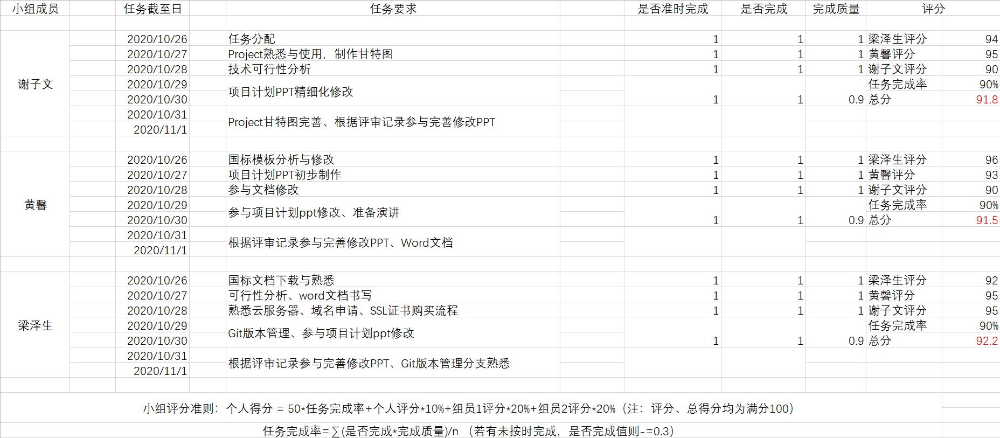 小组成员 任务截至日 任务要求 是否准时完成 是否完成 完成质量 评分
2020/10/26 任务分配 1 1 1 梁泽生评分 94
2020/10/27 Project熟悉与使用，制作甘特图 1 1 1 黄馨评分 95
2020/10/28 技术可行性分析 1 1 1 谢子文评分 90
谢子文 2020/10/29 项目计划PPT精细化修改 任务完成率 90%
2020/10/30 1 1 0.9 总分 91.8
2020/10/31 Project甘特图完善、根据评审记录参与完善修改PPT
2020/11/1
2020/10/26 国标模板分析与修改 1 1 1 梁泽生评分 96
2020/10/27 项目计划PPT初步制作 1 1 1 黄馨评分 93
2020/10/28 参与文档修改 1 1 1 谢子文评分 90
黄馨 2020/10/29 参与项目计划ppt修改、准备演讲 任务完成率 90%
2020/10/30 1 1 0.9 总分 91.5
2020/10/31 根据评审记录参与完善修改PPT、Word文档
2020/11/1
2020/10/26 国标文档下载与熟悉 1 1 1 梁泽生评分 92
2020/10/27 可行性分析、word文档书写 1 1 1 黄馨评分 95
2020/10/28 熟悉云服务器、域名申请、SSL证书购买流程 1 1 1 谢子文评分 95
梁泽生 2020/10/29 Git版本管理、参与项目计划ppt修改 任务完成率 90%
2020/10/30 1 1 0.9 总分 92.2
2020/10/31 根据评审记录参与完善修改PPT、Git版本管理分支熟悉
2020/11/1
小组评分准则：个人得分 = 50*任务完成率+个人评分*10%+组员1评分*20%+组员2评分*20%（注：评分、总得分均为满分100）
任务完成率=∑(是否完成*完成质量)/n （若有未按时完成，是否完成值则-=0.3）